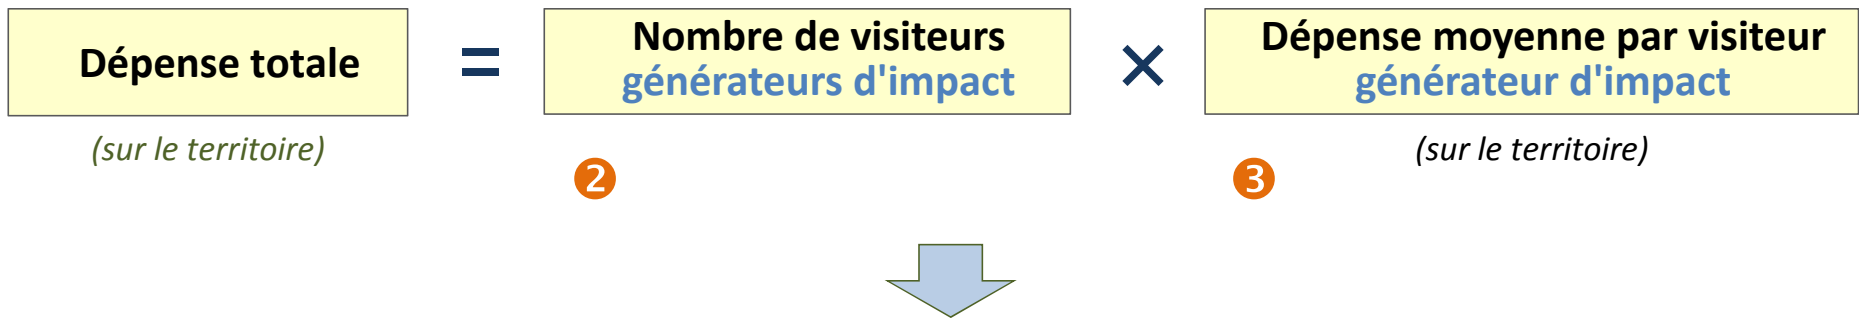 Dépense totale
=
Nombre de visiteurs
générateurs d'impact
×
Dépense moyenne par visiteur
générateur d'impact
(sur le territoire)
(sur le territoire)
2
3